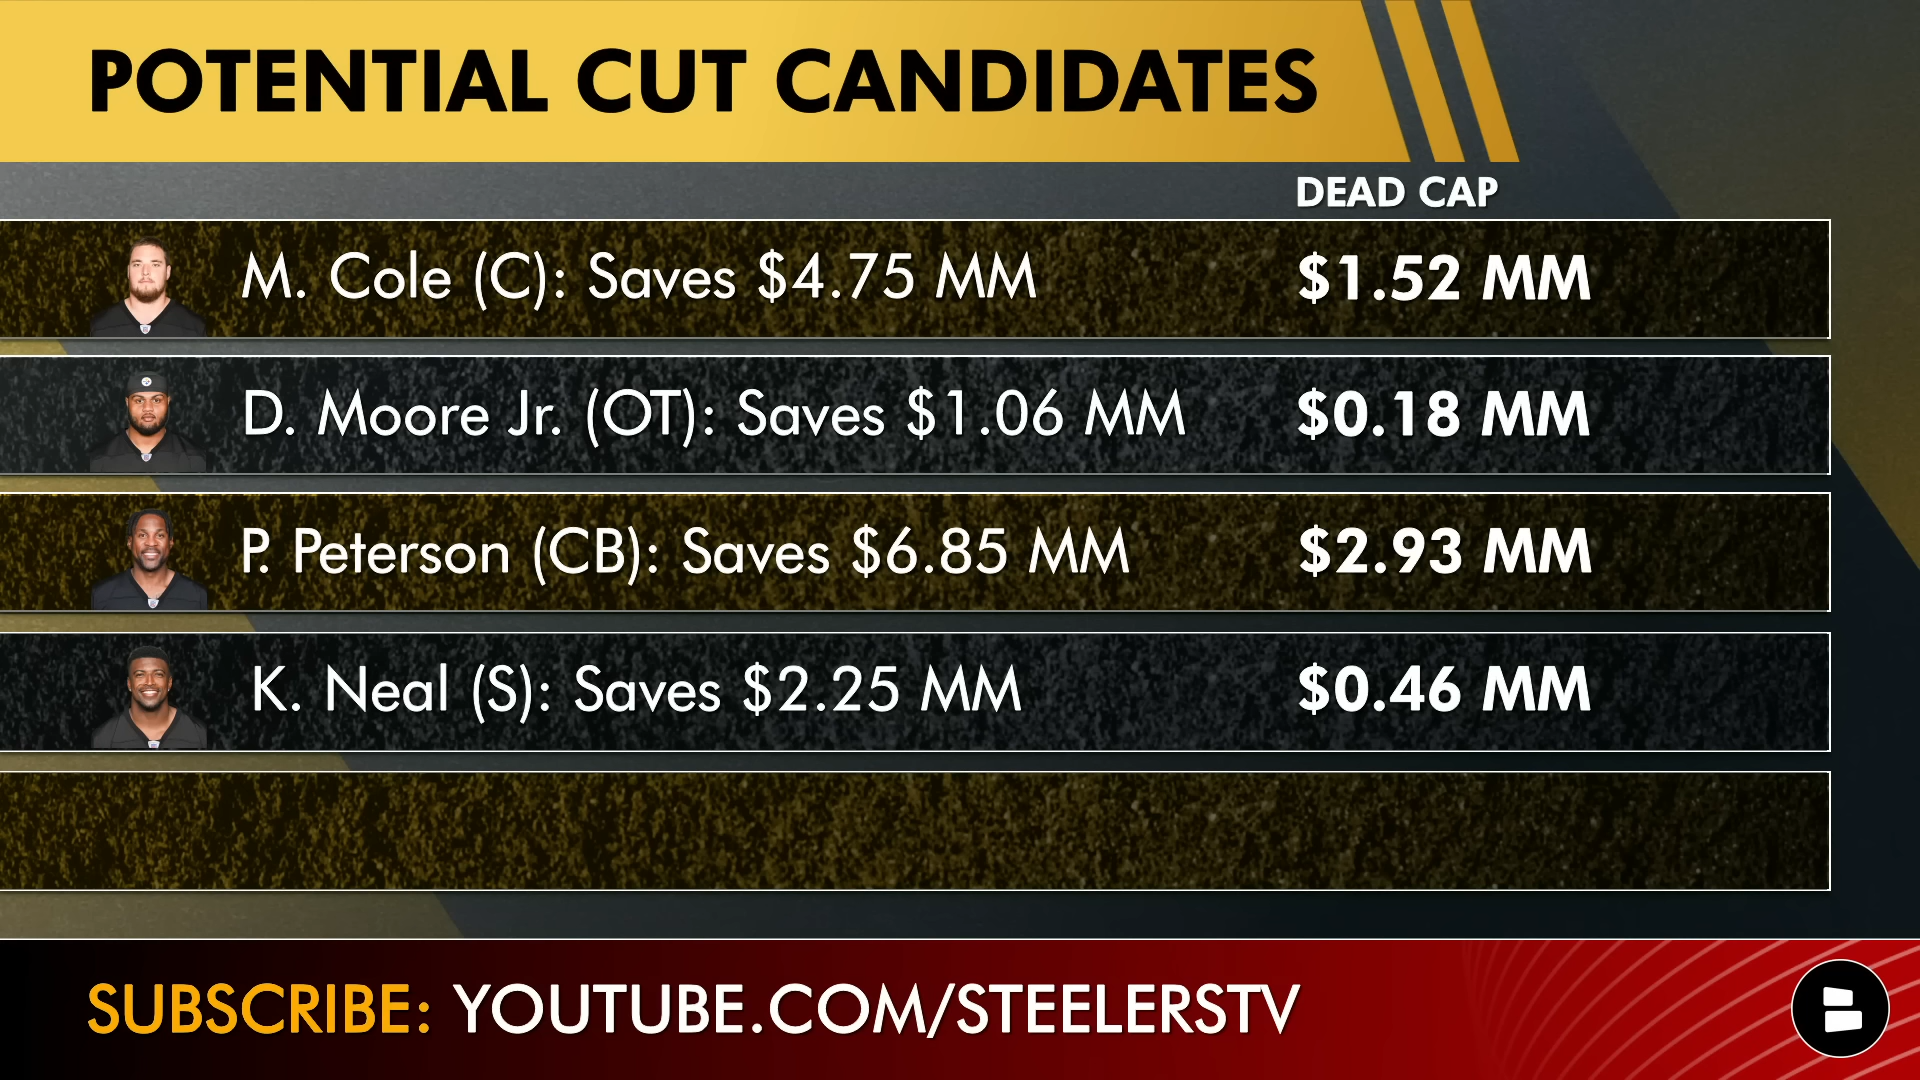 POTENTIAL CUT CANDIDATES
DEAD CAP
M. Cole (C): Saves $4.75 MM $1.52 MM
D. Moore Jr. (OT): Saves $1.06 MM $0.18 MM
P. Peterson (CB): Saves $6.85 MM $2.93 MM
K. Neal (S): Saves $2.25 MM $0.46 MM
SUBSCRIBE: YOUTUBE.COM/STEELERSTV